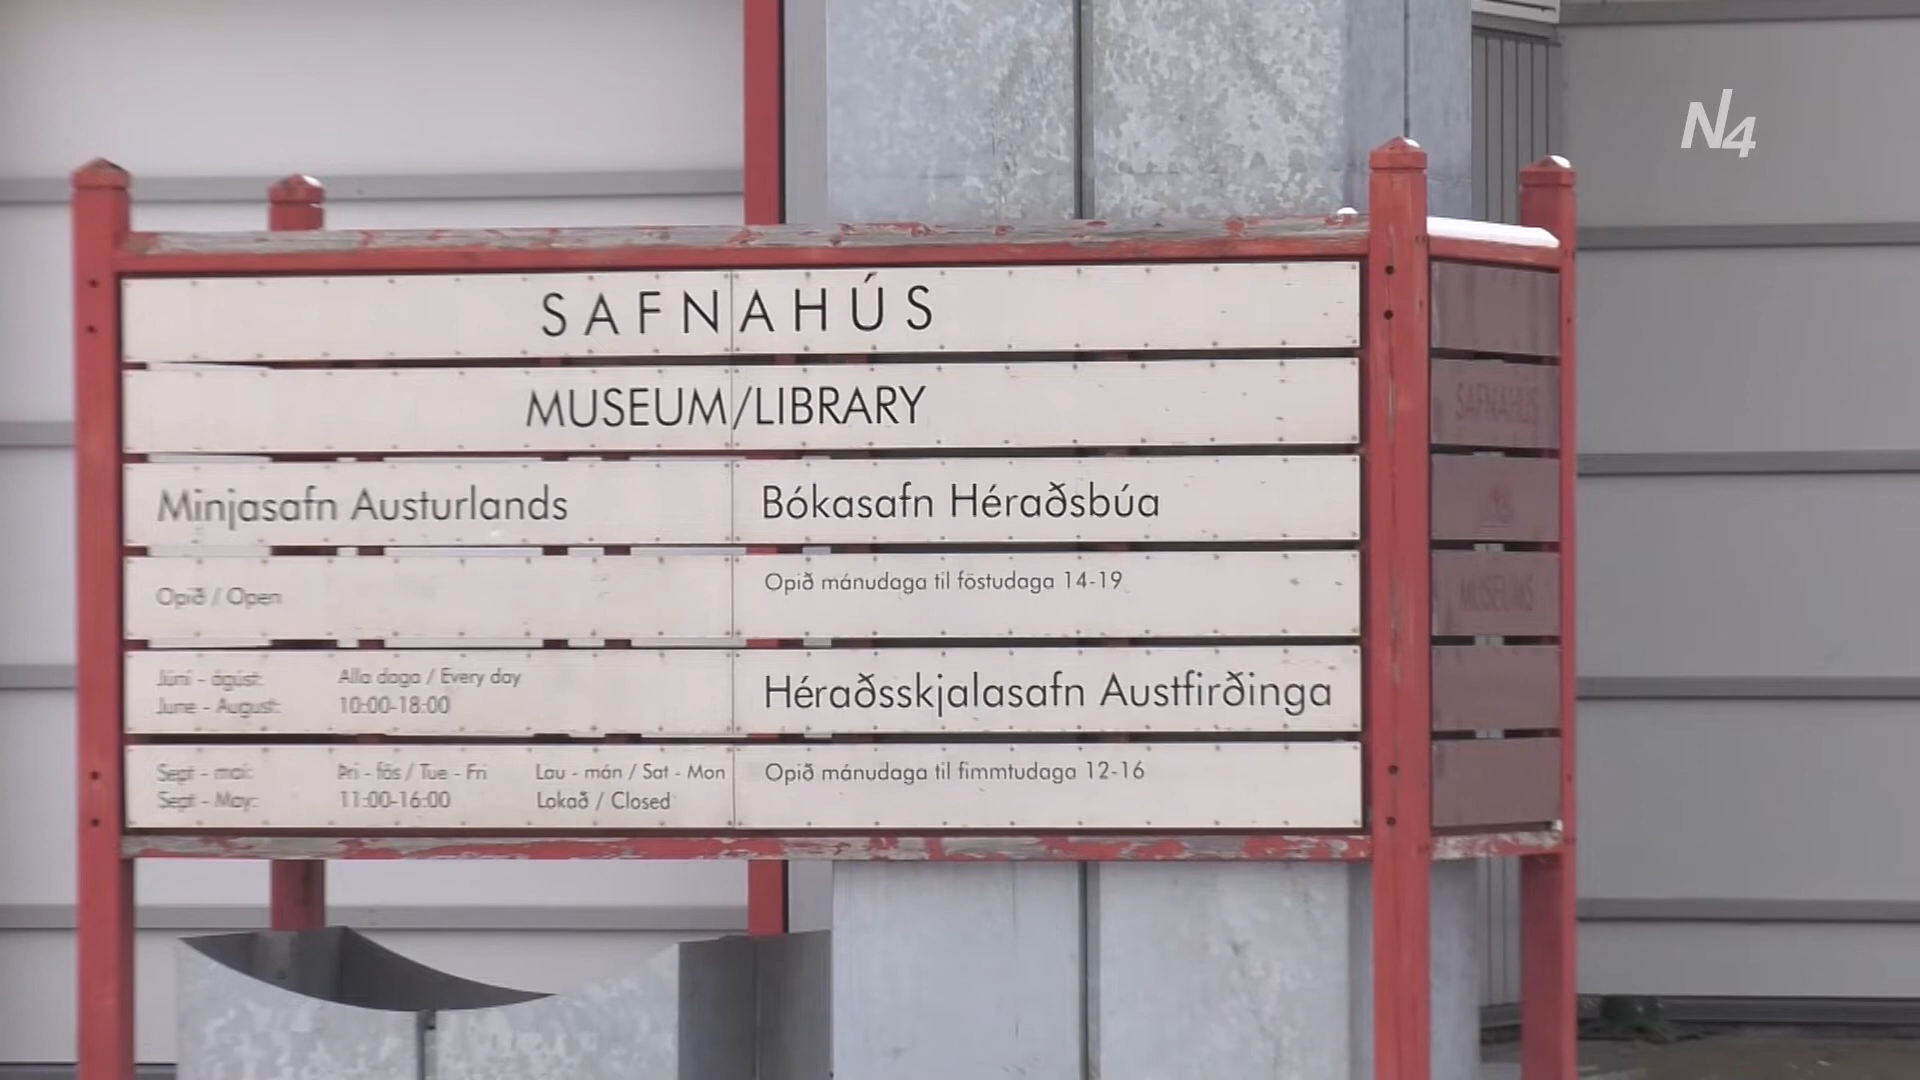 N4
SAFNAHÚS
MUSEUM/LIBRARY
Minjasafn Austurlands
Opið / Open
Júní - ágúst: Alla daga / Every day
June - August: 10:00-18:00
Sept - maí: Þri - fös / Tue - Fri Lau - mán / Sat - Mon
Sept - May: 11:00-16:00 Lokað / Closed
Bókasafn Héraðsbúa
Opið mánudaga til föstudaga 14-19
Héraðsskjalasafn Austfirðinga
Opið mánudaga til fimmtudaga 12-16
SAFNAHÚS
MUSEUMS